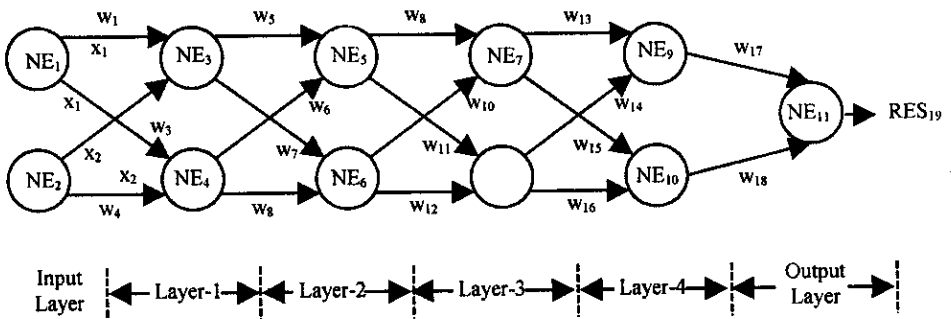 w₁ w₅ w₈ w₁₃
x₁ w₁₇
NE₁ NE₃ NE₅ NE₇ NE₉
x₁ w₆ w₁₀ w₁₄
w₃ NE₁₁ RES₁₉
x₂ w₇ w₁₁ w₁₅
x₂
NE₂ NE₄ NE₆ NE₁₀
w₄ w₈ w₁₂ w₁₆ w₁₈
Input Layer
Layer-1 Layer-2 Layer-3 Layer-4
Output Layer